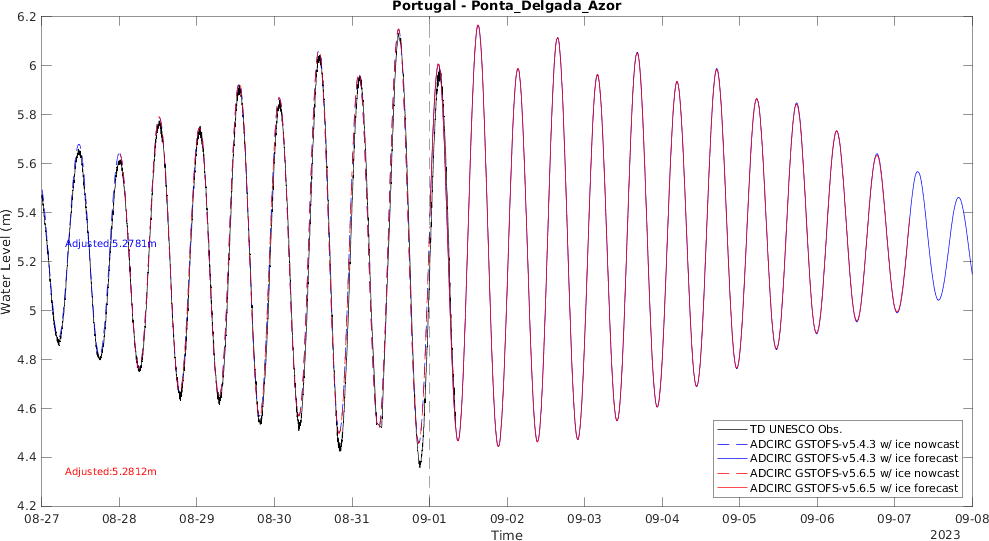 Portugal - Ponta_Delgada_Azor
6.2
6
5.8
5.6
5.4
5.2
5
4.8
4.6
4.4
4.2
Water Level (m)
Adjusted:5.2781m
Adjusted:5.2812m
TD UNESCO Obs.
ADCIRC GSTOFS-v5.4.3 w/ ice nowcast
ADCIRC GSTOFS-v5.4.3 w/ ice forecast
ADCIRC GSTOFS-v5.6.5 w/ ice nowcast
ADCIRC GSTOFS-v5.6.5 w/ ice forecast
08-27 08-28 08-29 08-30 08-31 09-01 09-02 09-03 09-04 09-05 09-06 09-07 09-08
Time
2023